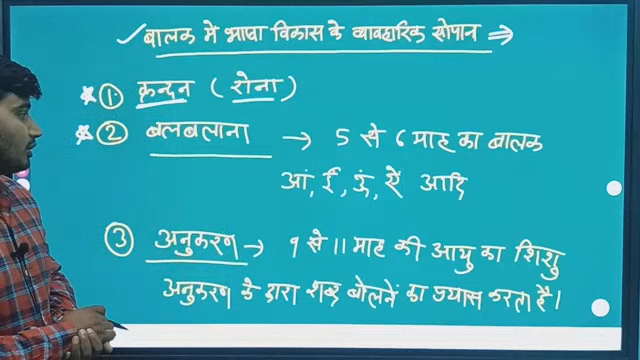 ✓ बालक मे भाषा विकास के व्यवहारिक सोपान ⇒
* ① क्रन्दन ( रोना )
* ② बलबलाना → 5 से 6 माह का बालक
आं, ईं, ऊं, ऐं आदि
③ अनुकरण → 9 से 11 माह की आयु का शिशु
अनुकरण के द्वारा शब्द बोलनें का प्रयास करता है।